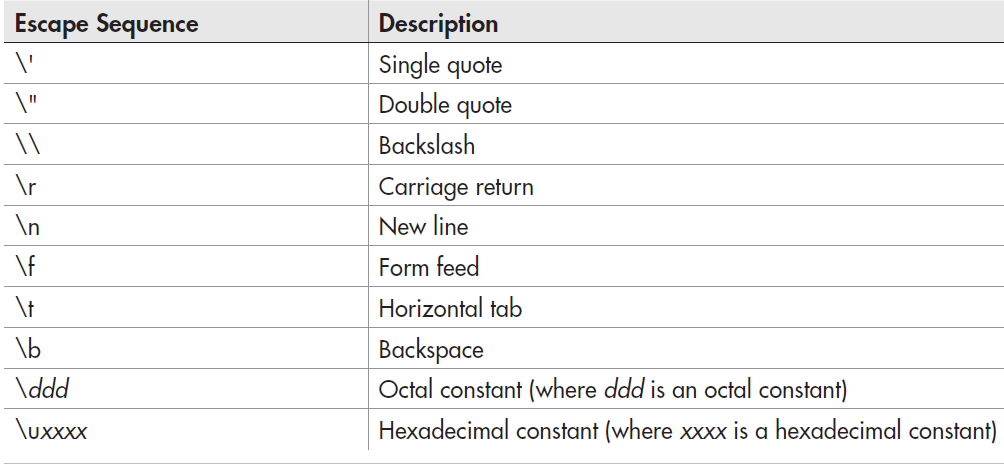 Escape Sequence Description
\' Single quote
\" Double quote
\\ Backslash
\r Carriage return
\n New line
\f Form feed
\t Horizontal tab
\b Backspace
\ddd Octal constant (where ddd is an octal constant)
\uxxxx Hexadecimal constant (where xxxx is a hexadecimal constant)